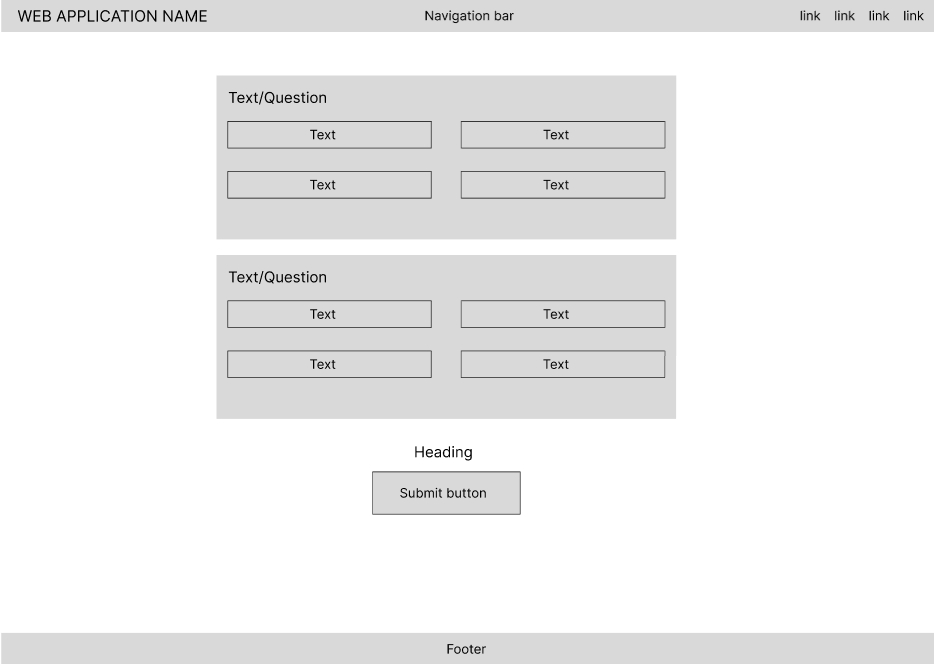 WEB APPLICATION NAME Navigation bar link link link link
Text/Question
Text Text
Text Text
Text/Question
Text Text
Text Text
Heading
Submit button
Footer